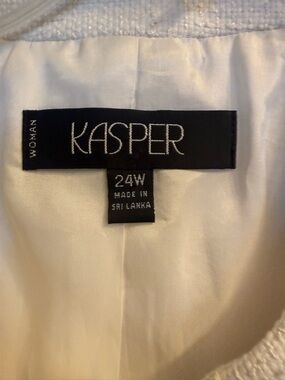 WOMAN
KASPER
24W
MADE IN
SRI LANKA